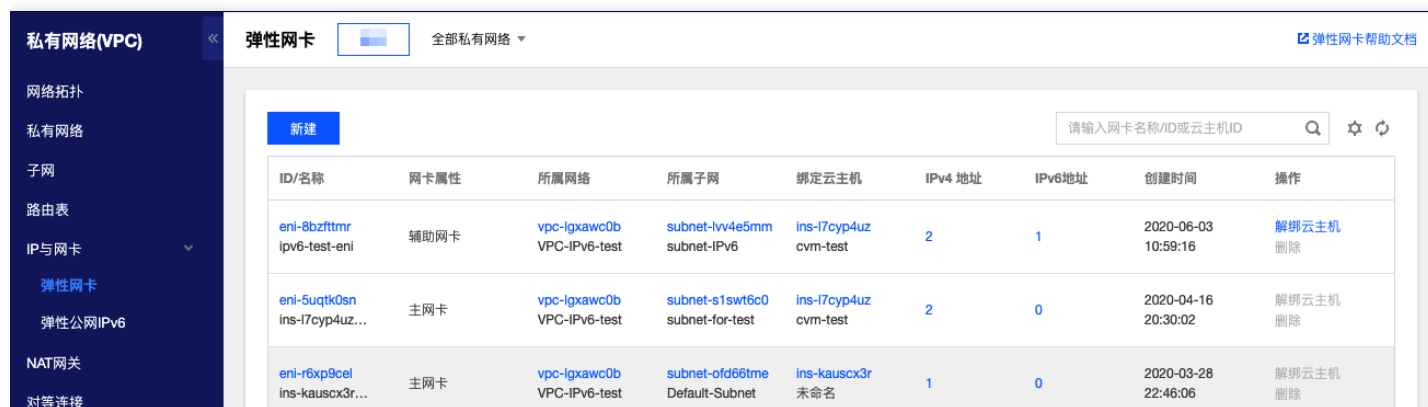 私有网络(VPC)
弹性网卡
全部私有网络
弹性网卡帮助文档
网络拓扑
私有网络
子网
路由表
IP与网卡
弹性网卡
弹性公网IPv6
NAT网关
对等连接
新建
请输入网卡名称/ID或云主机ID
ID/名称 网卡属性 所属网络 所属子网 绑定云主机 IPv4 地址 IPv6地址 创建时间 操作
eni-8bzfttmr vpc-lgxawc0b subnet-lvv4e5mm ins-l7cyp4uz 2020-06-03 解绑云主机
辅助网卡 2 1
ipv6-test-eni VPC-IPv6-test subnet-IPv6 cvm-test 10:59:16 删除
eni-5uqtk0sn vpc-lgxawc0b subnet-s1swt6c0 ins-l7cyp4uz 2020-04-16 解绑云主机
主网卡 2 0
ins-l7cyp4uz... VPC-IPv6-test subnet-for-test cvm-test 20:30:02 删除
eni-r6xp9cel vpc-lgxawc0b subnet-ofd66tme ins-kauscx3r 2020-03-28 解绑云主机
主网卡 1 0
ins-kauscx3r... VPC-IPv6-test Default-Subnet 未命名 22:46:06 删除